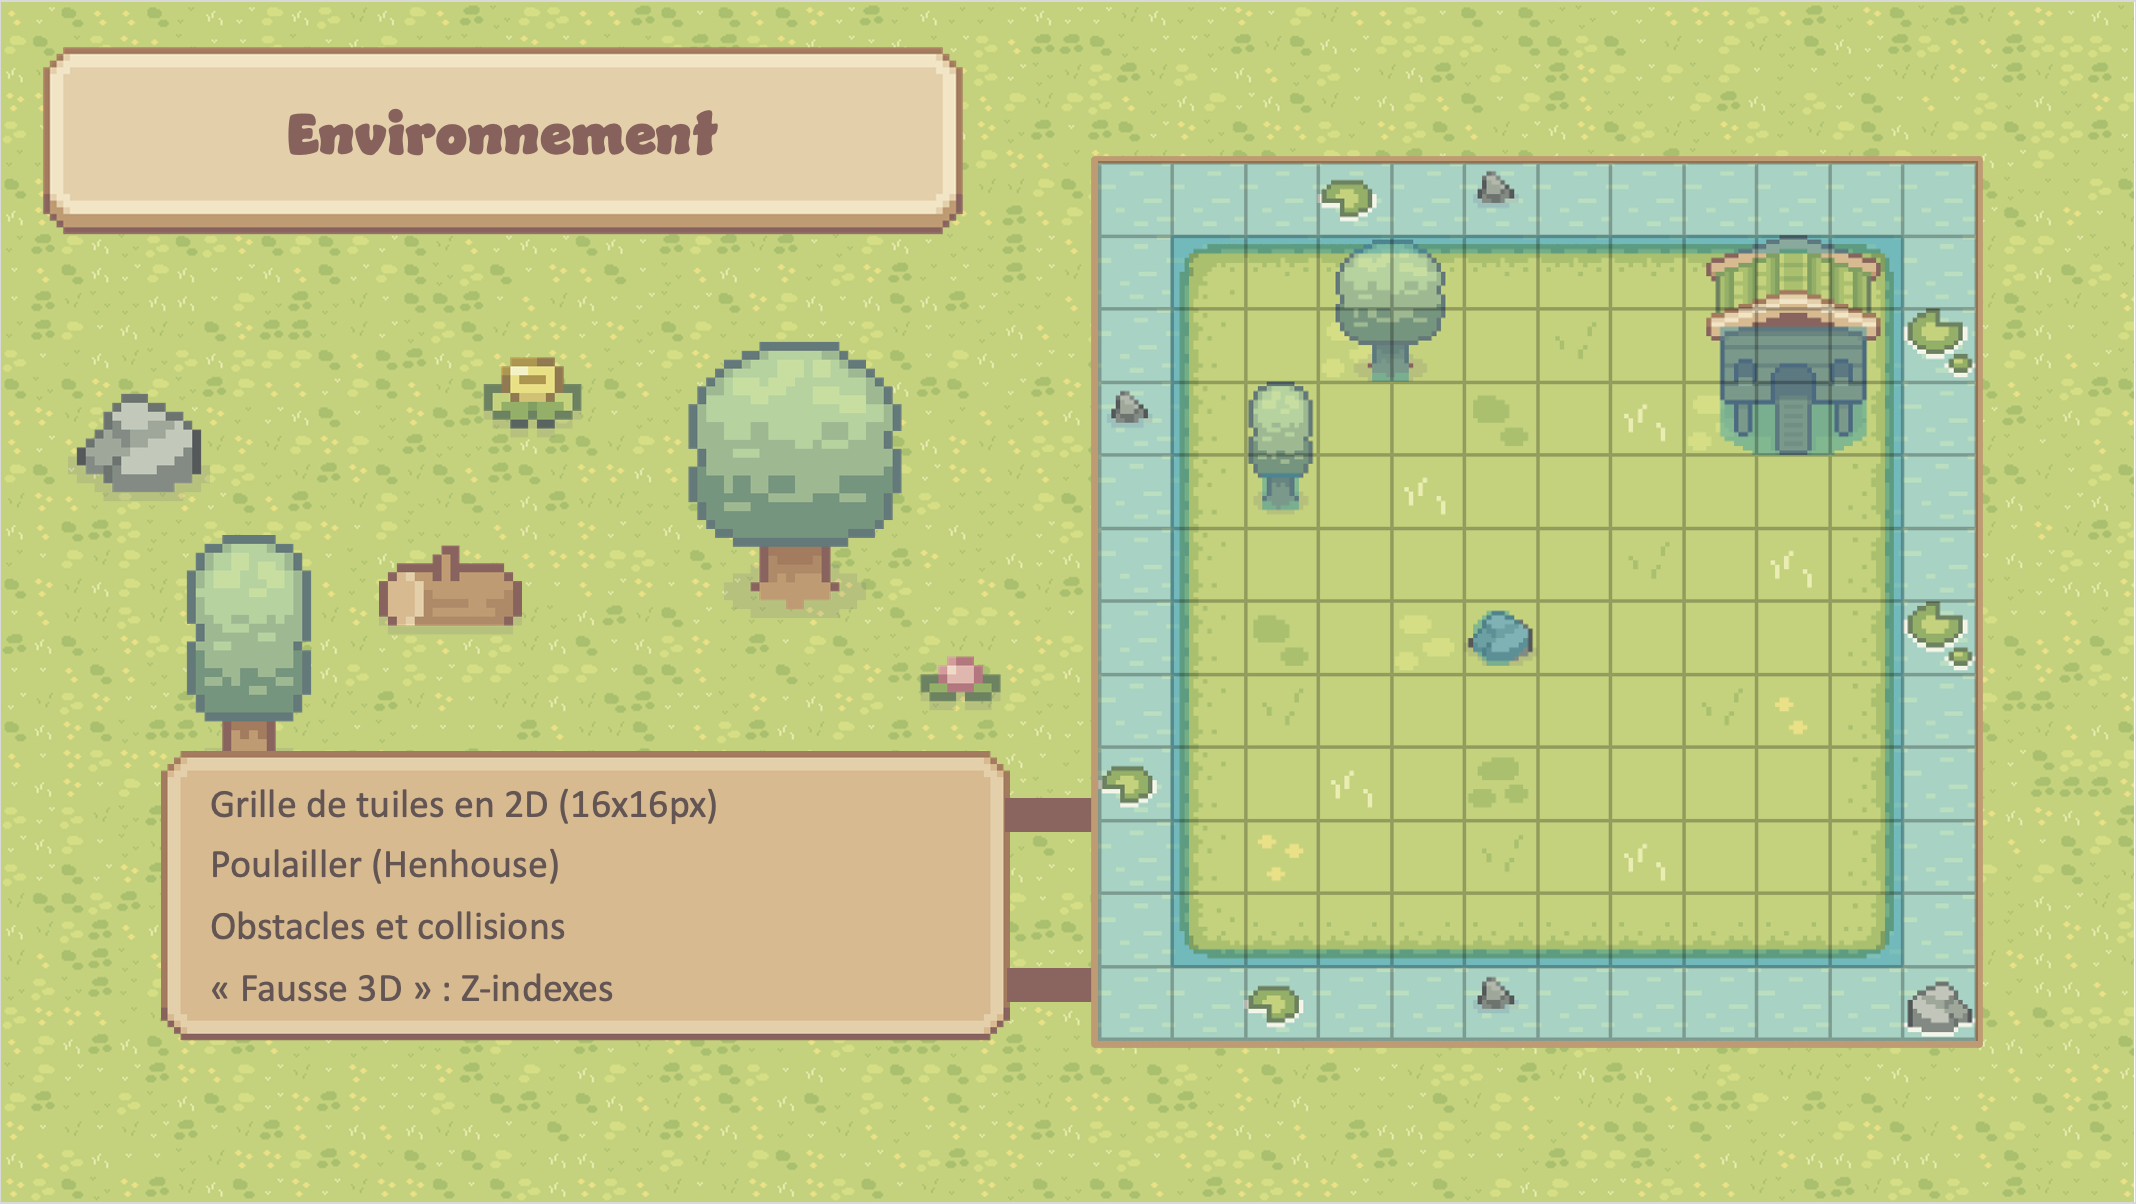 Environnement
Grille de tuiles en 2D (16x16px)
Poulailler (Henhouse)
Obstacles et collisions
« Fausse 3D » : Z-indexes